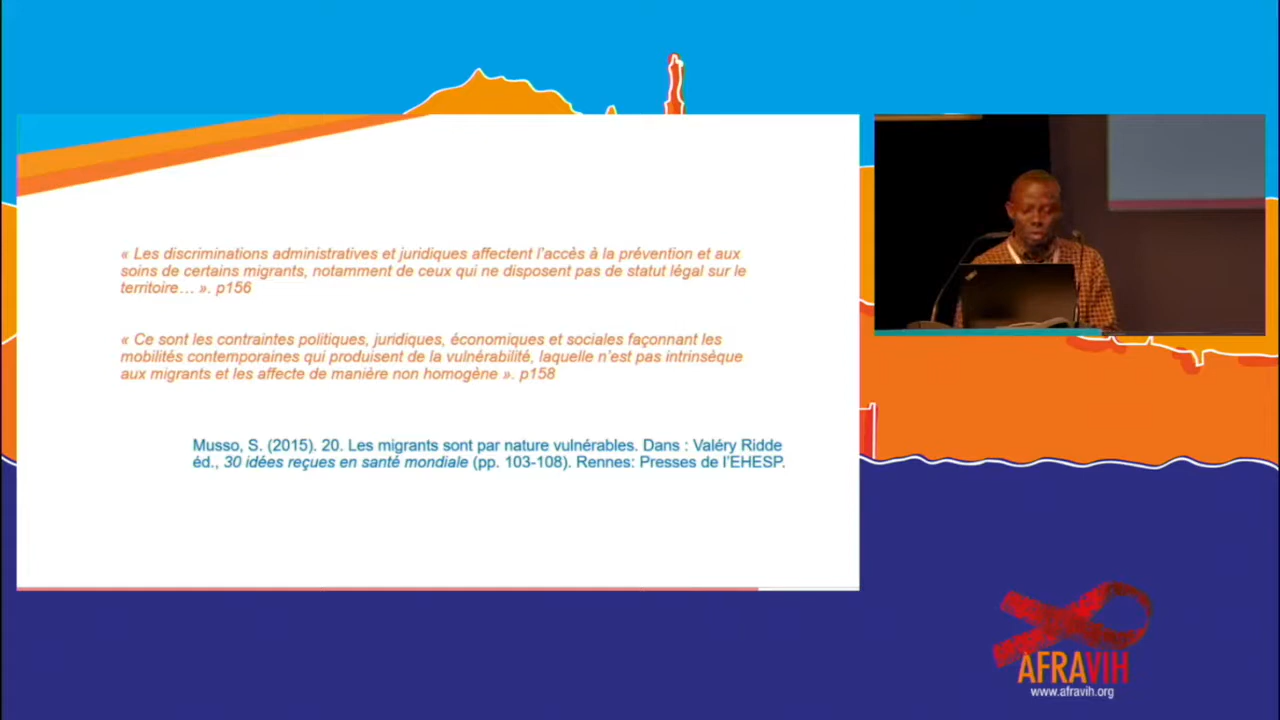 « Les discriminations administratives et juridiques affectent l'accès à la prévention et aux
soins de certains migrants, notamment de ceux qui ne disposent pas de statut légal sur le
territoire… ». p156
« Ce sont les contraintes politiques, juridiques, économiques et sociales façonnant les
mobilités contemporaines qui produisent de la vulnérabilité, laquelle n'est pas intrinsèque
aux migrants et les affecte de manière non homogène ». p158
Musso, S. (2015). 20. Les migrants sont par nature vulnérables. Dans : Valéry Ridde
éd., 30 idées reçues en santé mondiale (pp. 103-108). Rennes: Presses de l'EHESP.
AFRAVIH
www.afravih.org